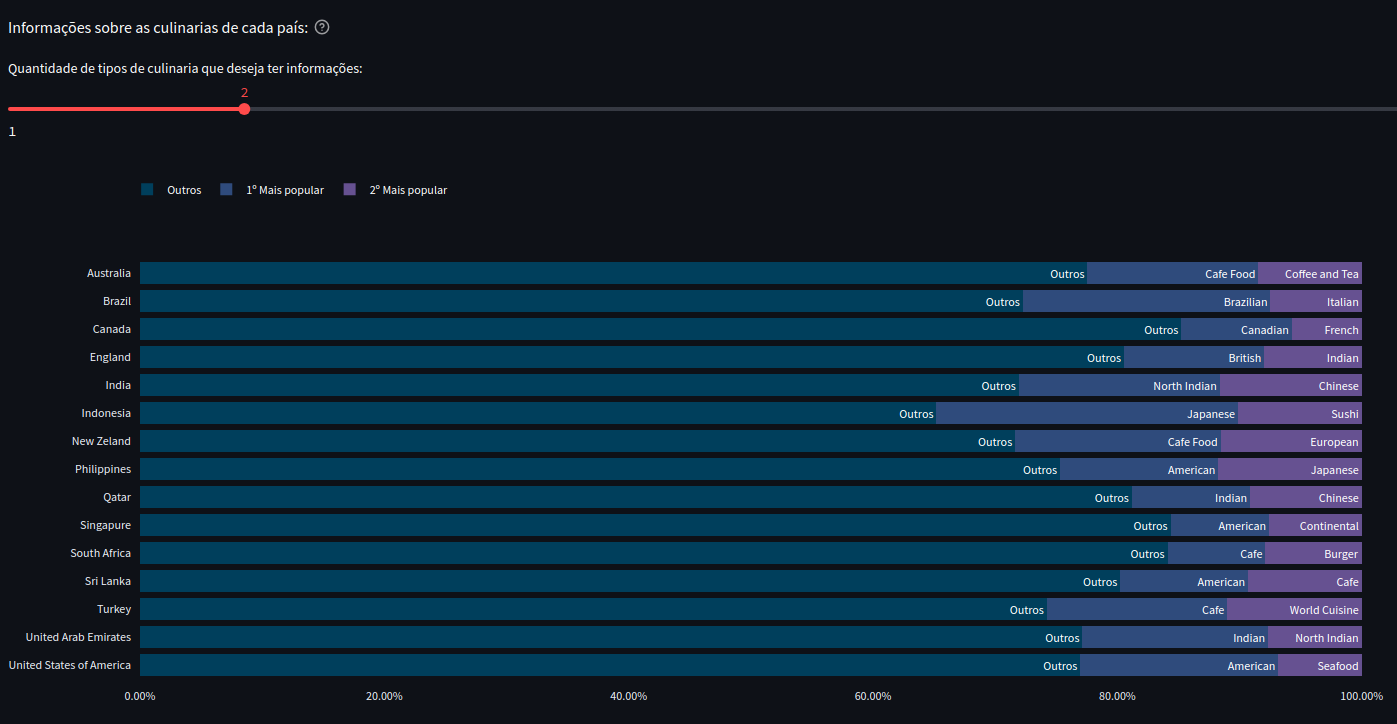 Informações sobre as culinarias de cada país: ?
Quantidade de tipos de culinaria que deseja ter informações:
2
1
Outros 1º Mais popular 2º Mais popular
Australia Outros Cafe Food Coffee and Tea
Brazil Outros Brazilian Italian
Canada Outros Canadian French
England Outros British Indian
India Outros North Indian Chinese
Indonesia Outros Japanese Sushi
New Zeland Outros Cafe Food European
Philippines Outros American Japanese
Qatar Outros Indian Chinese
Singapure Outros American Continental
South Africa Outros Cafe Burger
Sri Lanka Outros American Cafe
Turkey Outros Cafe World Cuisine
United Arab Emirates Outros Indian North Indian
United States of America Outros American Seafood
0.00% 20.00% 40.00% 60.00% 80.00% 100.00%